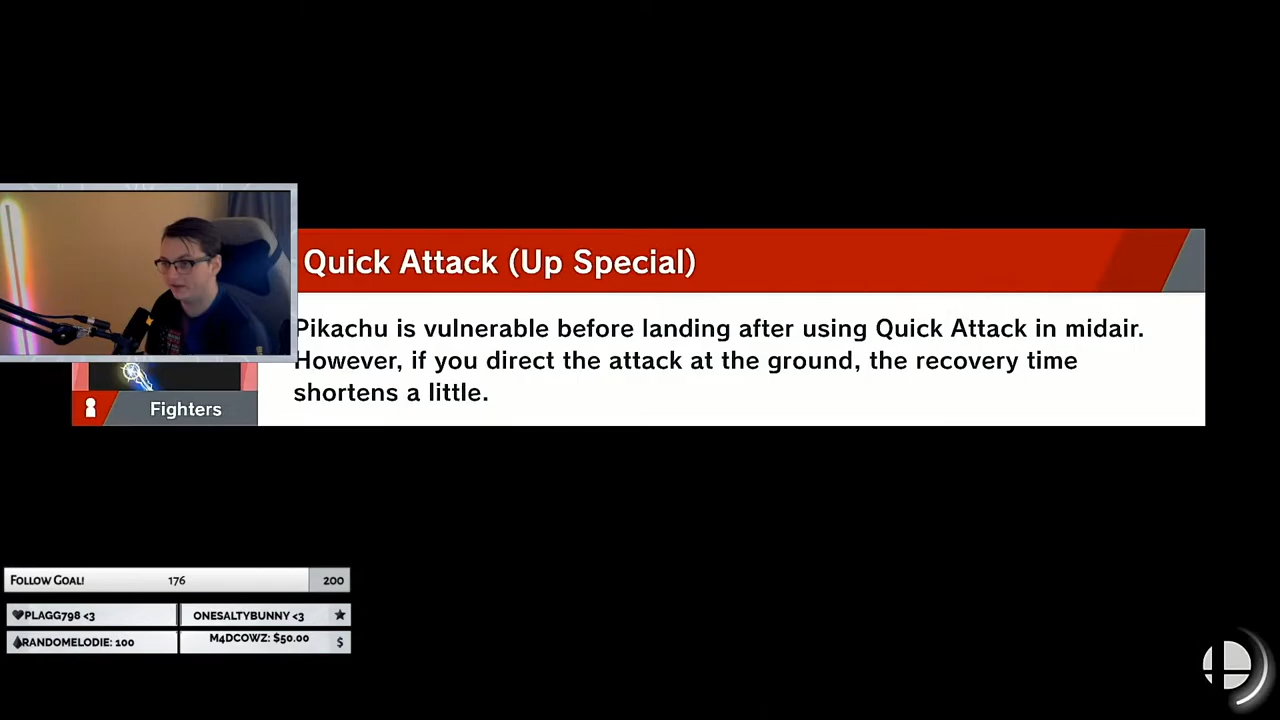 Quick Attack (Up Special)
Pikachu is vulnerable before landing after using Quick Attack in midair.
However, if you direct the attack at the ground, the recovery time
shortens a little.
Fighters
FOLLOW GOAL! 176 200
PLAGG798 <3 ONESALTYBUNNY <3
RANDOMELODIE: 100 M4DCOWZ: $50.00 $